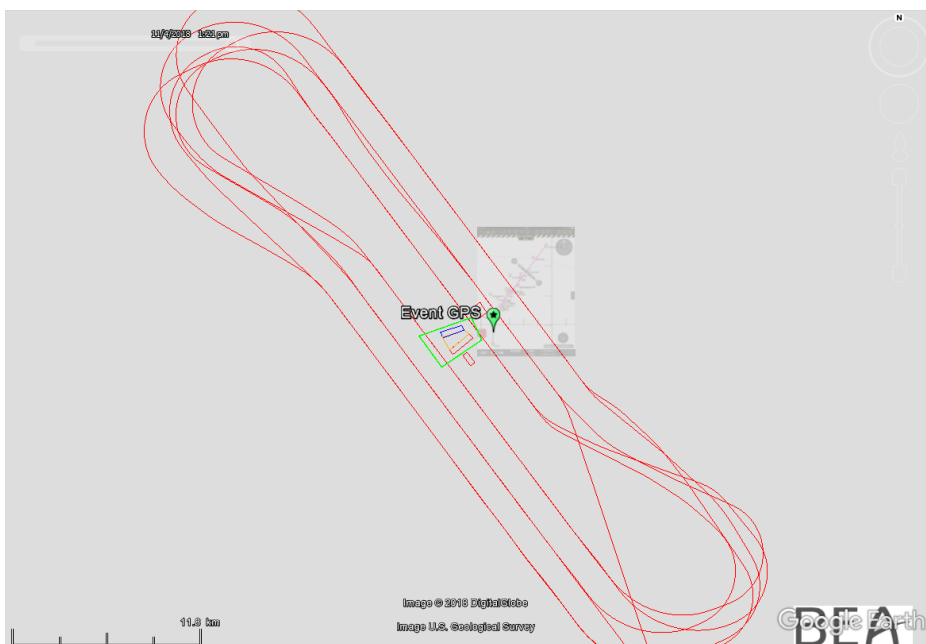 N
11/9/2018 1:21 pm
Event GPS
Image © 2018 DigitalGlobe
11.8 km
Image U.S. Geological Survey
BEA
Google Earth